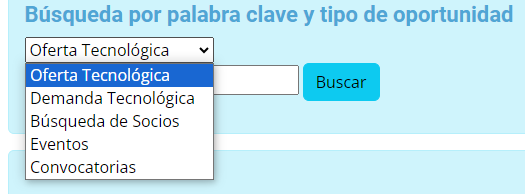 Búsqueda por palabra clave y tipo de oportunidad
Oferta Tecnológica
Oferta Tecnológica
Buscar
Demanda Tecnológica
Búsqueda de Socios
Eventos
Convocatorias